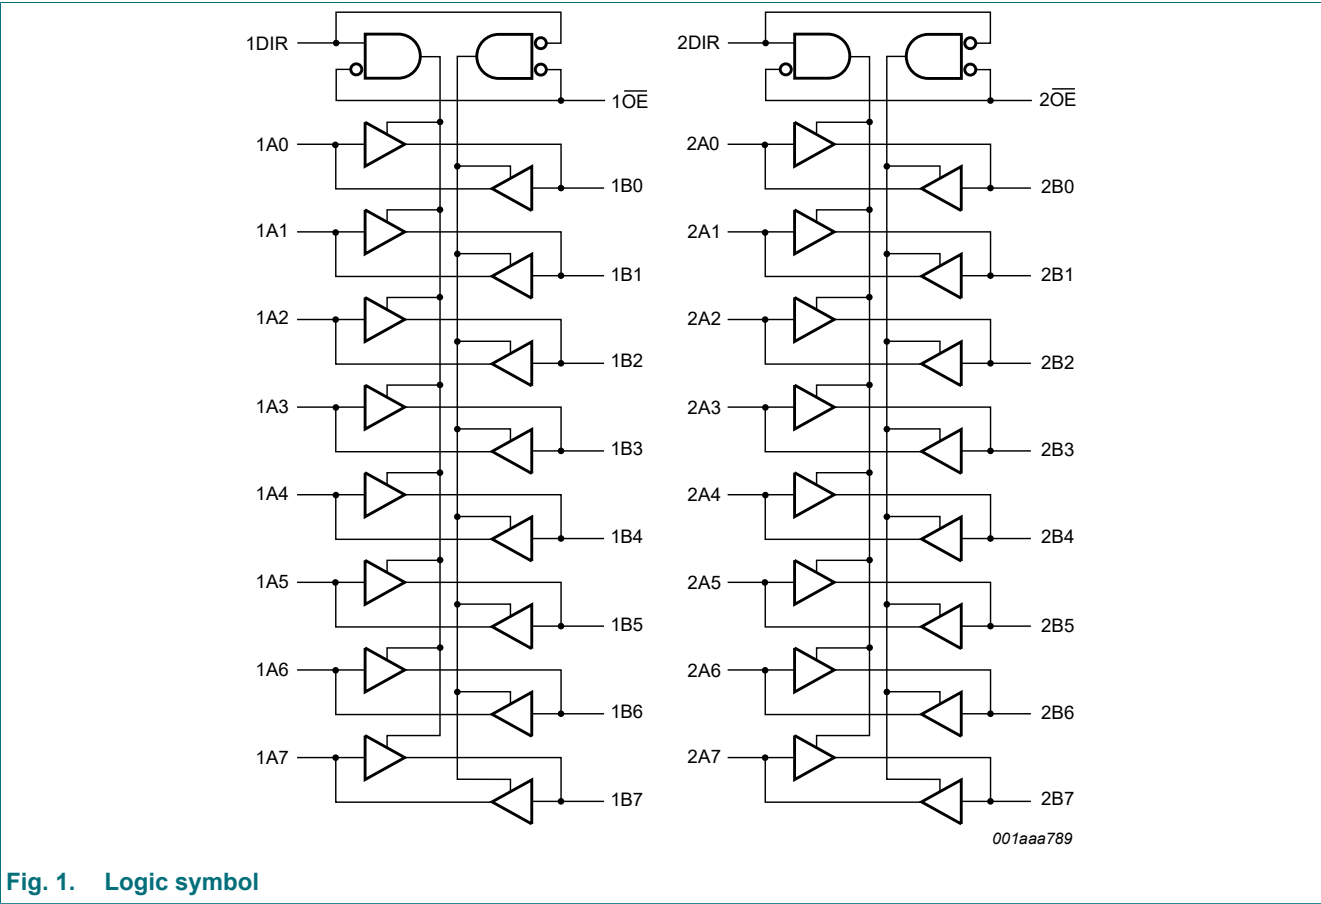 1DIR
1O̅E̅
1A0
1B0
1A1
1B1
1A2
1B2
1A3
1B3
1A4
1B4
1A5
1B5
1A6
1B6
1A7
1B7
2DIR
2O̅E̅
2A0
2B0
2A1
2B1
2A2
2B2
2A3
2B3
2A4
2B4
2A5
2B5
2A6
2B6
2A7
2B7
001aaa789
Fig. 1. Logic symbol